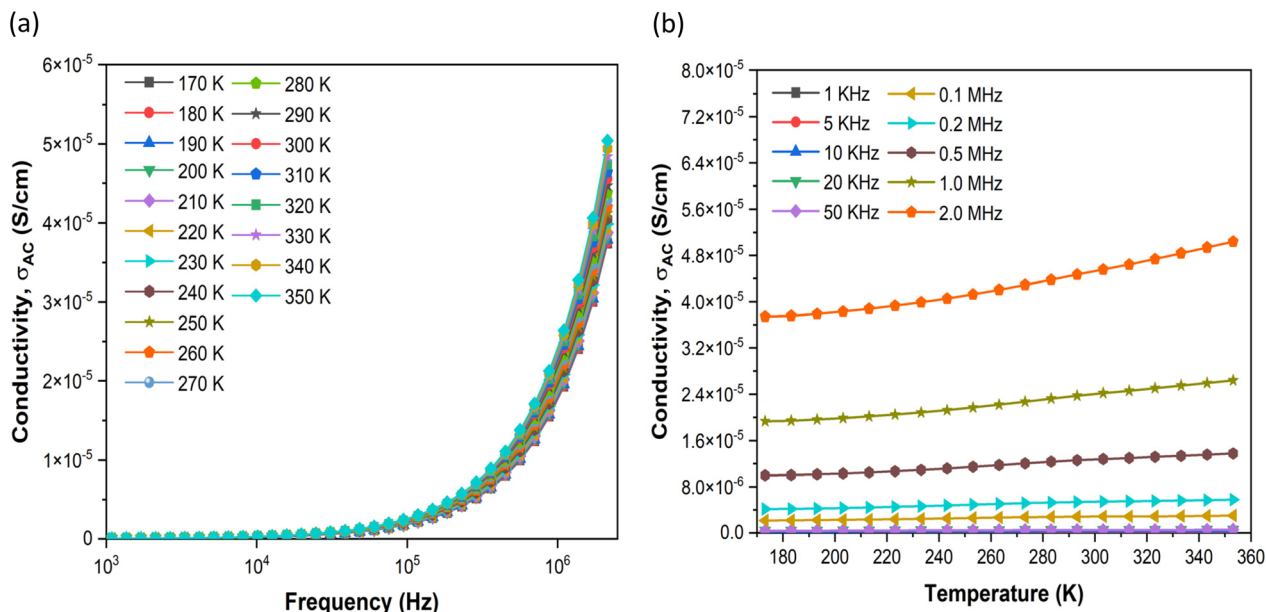 (a)
(b)
Conductivity, σAC (S/cm)
6×10⁻⁵
5×10⁻⁵
4×10⁻⁵
3×10⁻⁵
2×10⁻⁵
1×10⁻⁵
0
170 K
180 K
190 K
200 K
210 K
220 K
230 K
240 K
250 K
260 K
270 K
280 K
290 K
300 K
310 K
320 K
330 K
340 K
350 K
10³
10⁴
10⁵
10⁶
Frequency (Hz)
Conductivity, σAC (S/cm)
8.0×10⁻⁵
7.2×10⁻⁵
6.4×10⁻⁵
5.6×10⁻⁵
4.8×10⁻⁵
4.0×10⁻⁵
3.2×10⁻⁵
2.4×10⁻⁵
1.6×10⁻⁵
8.0×10⁻⁶
0.0
1 KHz
5 KHz
10 KHz
20 KHz
50 KHz
0.1 MHz
0.2 MHz
0.5 MHz
1.0 MHz
2.0 MHz
180
200
220
240
260
280
300
320
340
360
Temperature (K)